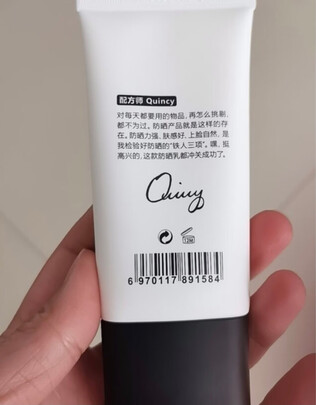 配方师 Quincy
对每天都要用的物品，再怎么挑剔，
都不为过。防晒产品就是这样的存
在。防晒力强、肤感好、上脸自然，是
我检验好防晒的“铁人三项”。嘿，挺
高兴的，这款防晒乳都冲关成功了。
Quincy
12M
6 970117 891584